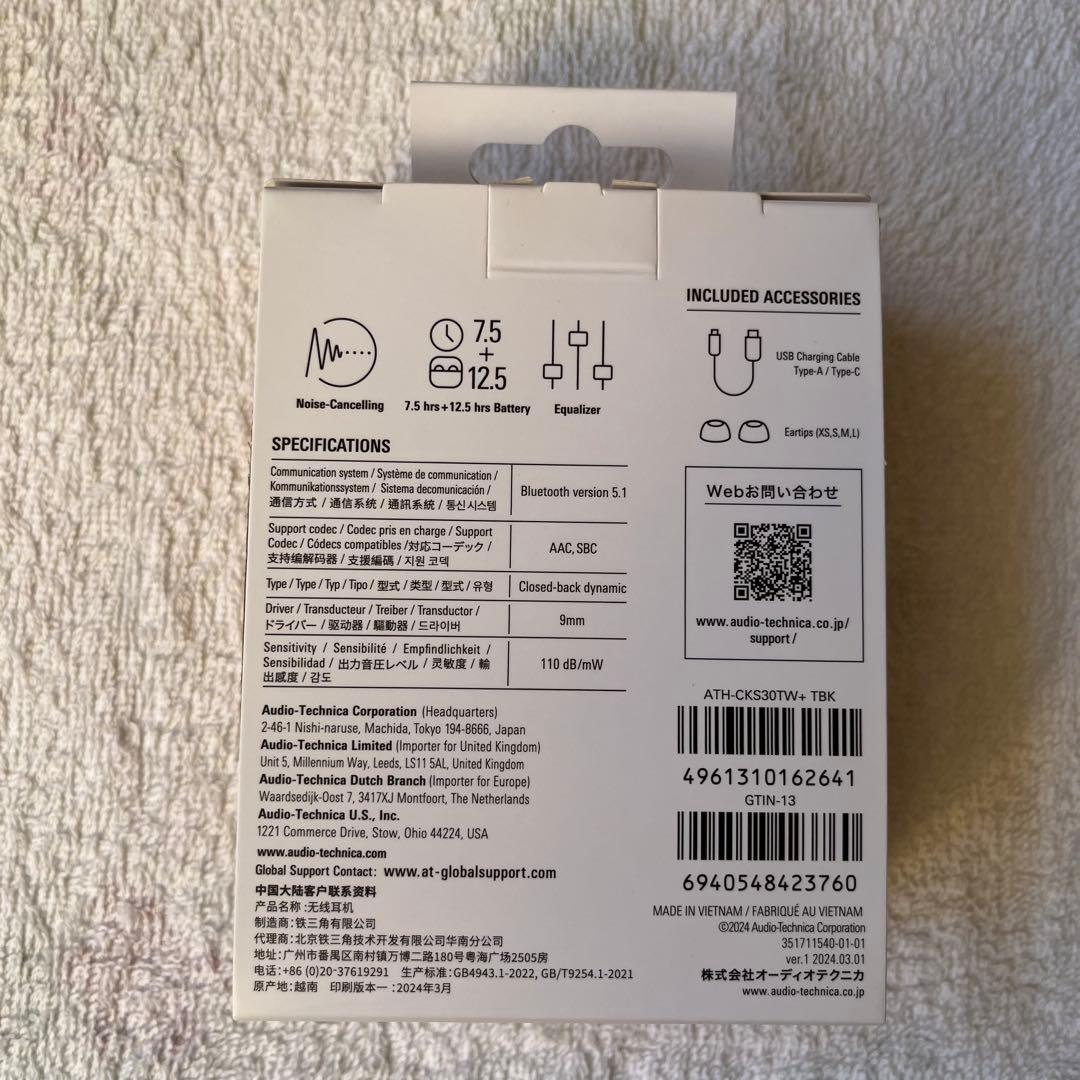 INCLUDED ACCESSORIES
USB Charging Cable
Type-A / Type-C
Eartips (XS,S,M,L)
7.5
+
12.5
Noise-Cancelling
7.5 hrs+12.5 hrs Battery
Equalizer
SPECIFICATIONS
Communication system / Système de communication /
Kommunikationssystem / Sistema decomunicación /
通信方式 / 通信系统 / 通訊系統 / 통신 시스템
Bluetooth version 5.1
Support codec / Codec pris en charge / Support
Codec / Códecs compatibles /対応コーデック /
支持编解码器 / 支援編碼 / 지원 코덱
AAC, SBC
Type / Type / Typ / Tipo / 型式 / 类型 / 型式 / 유형
Closed-back dynamic
Driver / Transducteur / Treiber / Transductor /
ドライバー / 驱动器 / 驅動器 / 드라이버
9mm
Sensitivity / Sensibilité / Empfindlichkeit /
Sensibilidad / 出力音圧レベル / 灵敏度 / 輸
出感度 / 감도
110 dB/mW
Webお問い合わせ
www.audio-technica.co.jp/
support/
Audio-Technica Corporation (Headquarters)
2-46-1 Nishi-naruse, Machida, Tokyo 194-8666, Japan
Audio-Technica Limited (Importer for United Kingdom)
Unit 5, Millennium Way, Leeds, LS11 5AL, United Kingdom
Audio-Technica Dutch Branch (Importer for Europe)
Waardsedijk-Oost 7, 3417XJ Montfoort, The Netherlands
Audio-Technica U.S., Inc.
1221 Commerce Drive, Stow, Ohio 44224, USA
www.audio-technica.com
Global Support Contact: www.at-globalsupport.com
中国大陆客户联系资料
产品名称:无线耳机
制造商:铁三角有限公司
代理商:北京铁三角技术开发有限公司华南分公司
地址:广州市番禺区南村镇万博二路180号粤海广场2505房
电话:+86 (0)20-37619291 生产标准:GB4943.1-2022, GB/T9254.1-2021
原产地:越南 印刷版本一:2024年3月
ATH-CKS30TW+ TBK
4961310162641
GTIN-13
6940548423760
MADE IN VIETNAM / FABRIQUÉ AU VIETNAM
©2024 Audio-Technica Corporation
351711540-01-01
ver.1 2024.03.01
株式会社オーディオテクニカ
www.audio-technica.co.jp